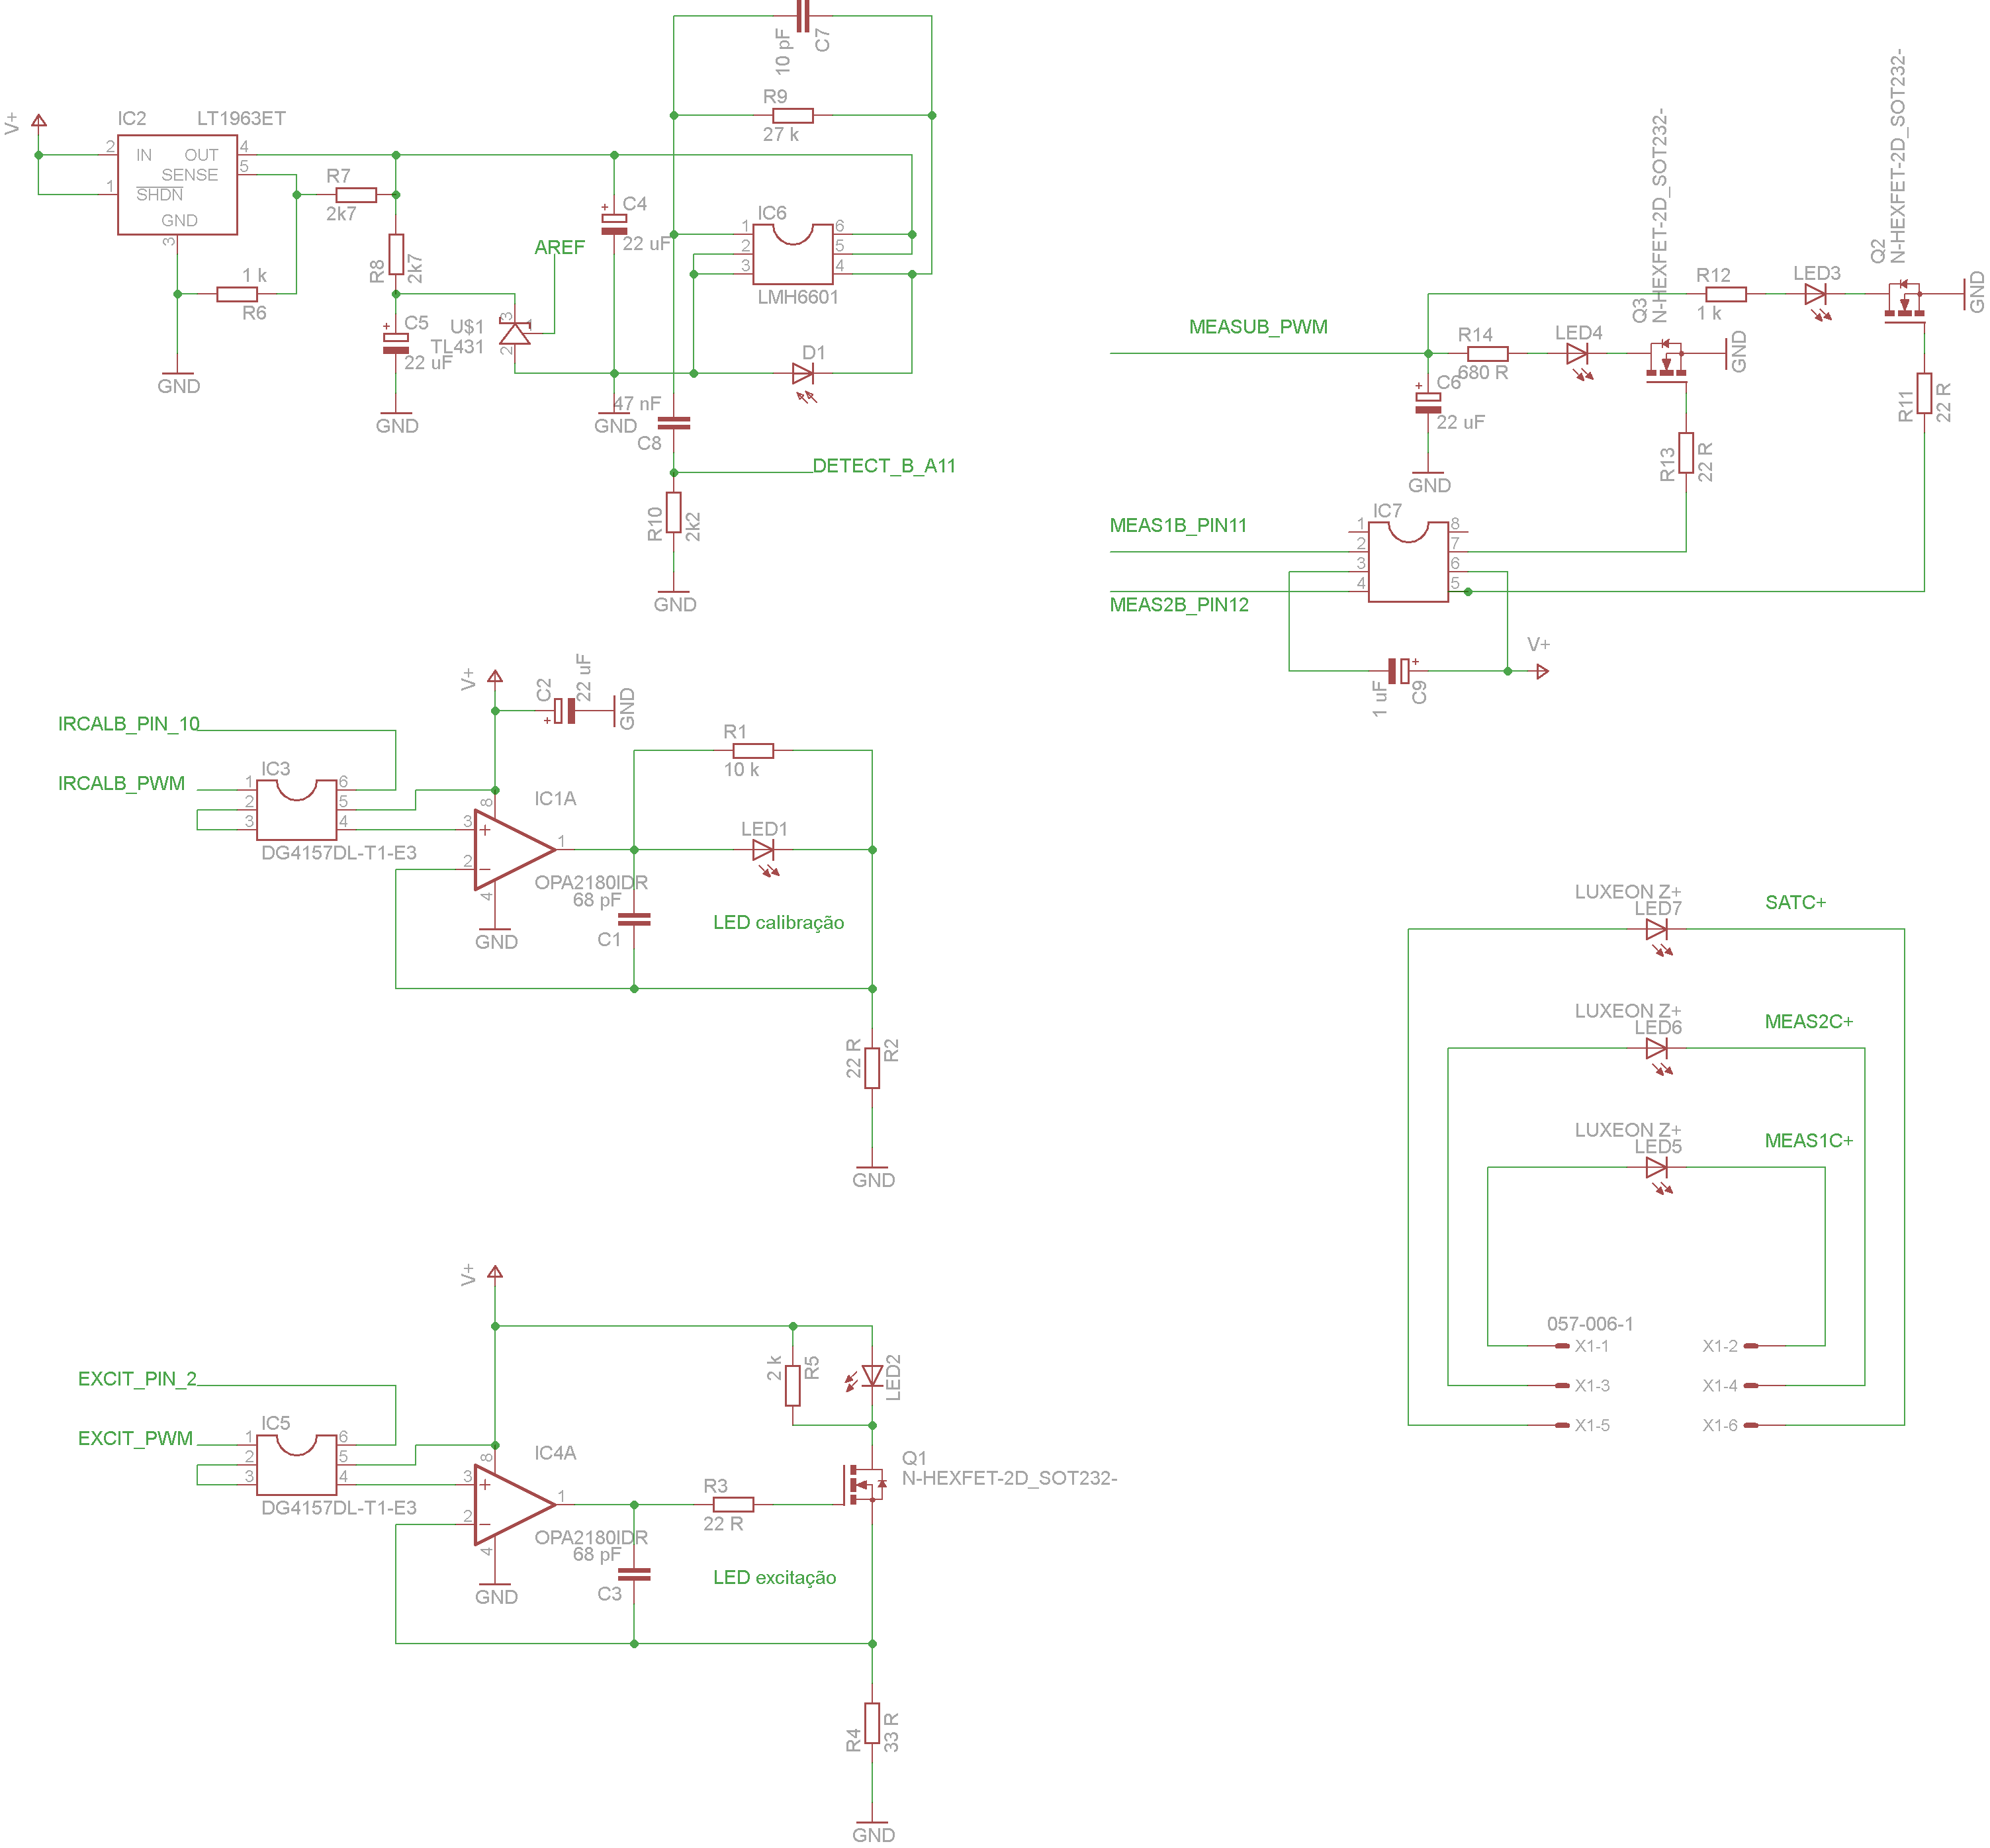 10 pF
C7
R9
27 k
V+
IC2
LT1963ET
2
IN
OUT
4
SENSE
5
1
SHDN
GND
3
R7
2k7
R8
2k7
1 k
R6
GND
C5
22 uF
GND
AREF
U$1
TL431
3
2
C4
22 uF
GND
IC6
1
2
3
6
5
4
LMH6601
D1
47 nF
C8
DETECT_B_A11
R10
2k2
GND
MEASUB_PWM
R14
680 R
LED4
Q3
N-HEXFET-2D_SOT232-
GND
R12
1 k
LED3
Q2
N-HEXFET-2D_SOT232-
GND
C6
22 uF
GND
R13
22 R
R11
22 R
MEAS1B_PIN11
MEAS2B_PIN12
IC7
1
2
3
4
8
7
6
5
1 uF
C9
V+
IRCALB_PIN_10
IRCALB_PWM
IC3
1
2
3
6
5
4
DG4157DL-T1-E3
V+
C2
22 uF
GND
8
3
2
1
4
IC1A
OPA2180IDR
GND
68 pF
C1
R1
10 k
LED1
LED calibração
22 R
R2
GND
LUXEON Z+
LED7
SATC+
LUXEON Z+
LED6
MEAS2C+
LUXEON Z+
LED5
MEAS1C+
057-006-1
X1-1
X1-2
X1-3
X1-4
X1-5
X1-6
V+
EXCIT_PIN_2
EXCIT_PWM
IC5
1
2
3
6
5
4
DG4157DL-T1-E3
8
3
2
1
4
IC4A
OPA2180IDR
GND
68 pF
C3
R3
22 R
2 k
R5
LED2
Q1
N-HEXFET-2D_SOT232-
LED excitação
R4
33 R
GND